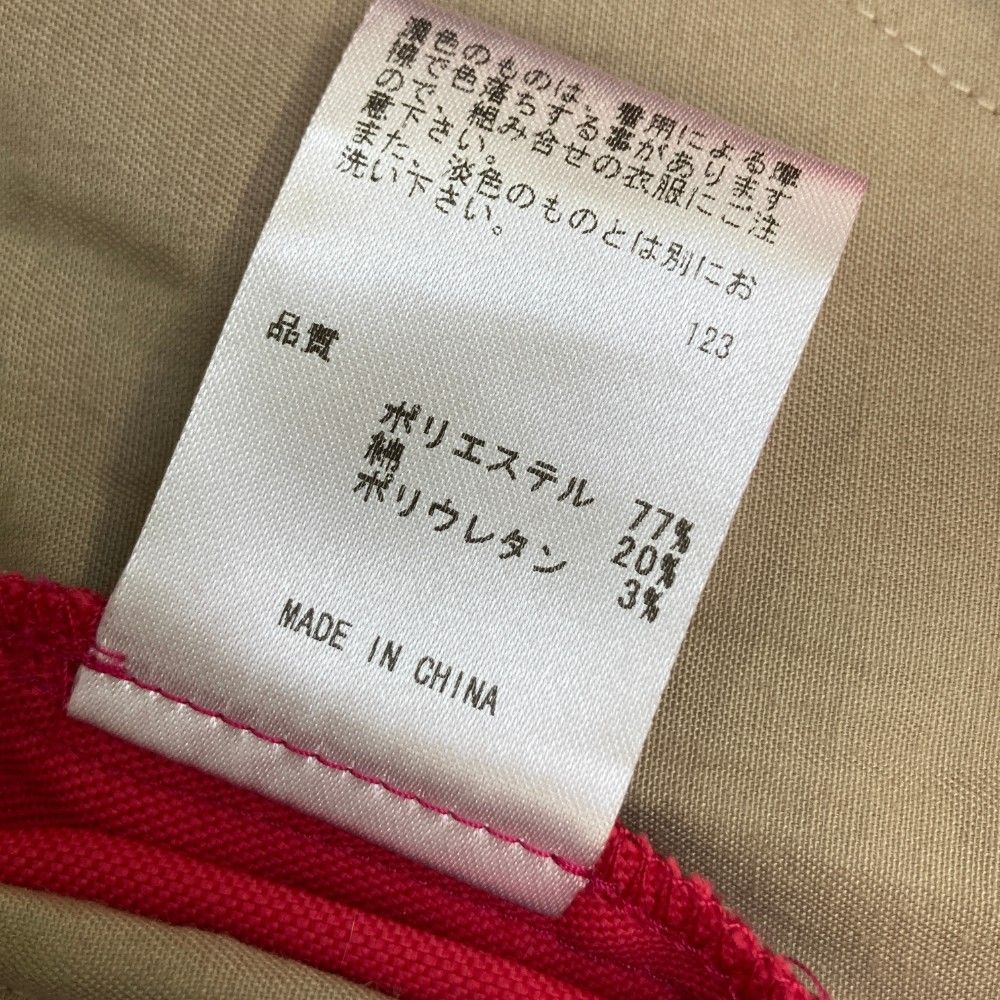 濃色のものは、着用による摩
擦で色落ちする事があります
ので、組み合せの衣服にご注
意下さい。
また、淡色のものとは別にお
洗い下さい。
123
品質
ポリエステル 77%
綿 20%
ポリウレタン 3%
MADE IN CHINA